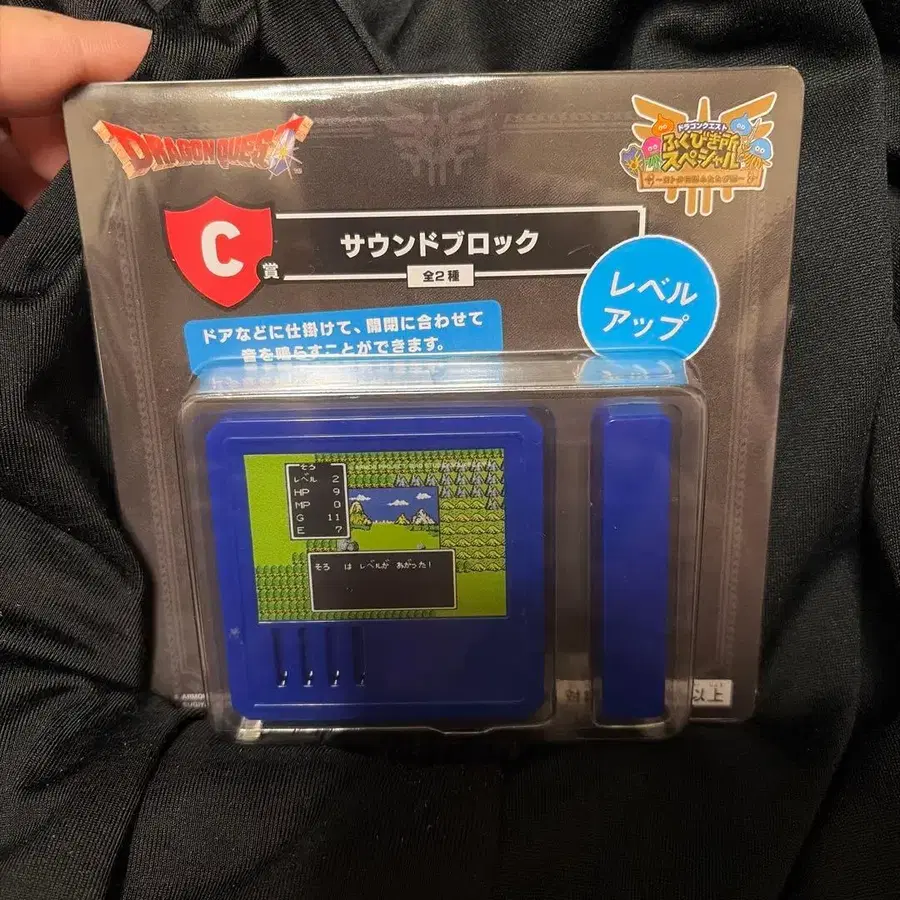 DRAGON QUEST
ドラゴンクエスト
ふくびき所
スペシャル
C
賞
サウンドブロック
全2種
レベル
アップ
ドアなどに仕掛けて、開閉に合わせて
音を鳴らすことができます。
そろ
レベル 2
HP 9
MP 0
G 11
E 7
そろ は レベルが あがった!
以上